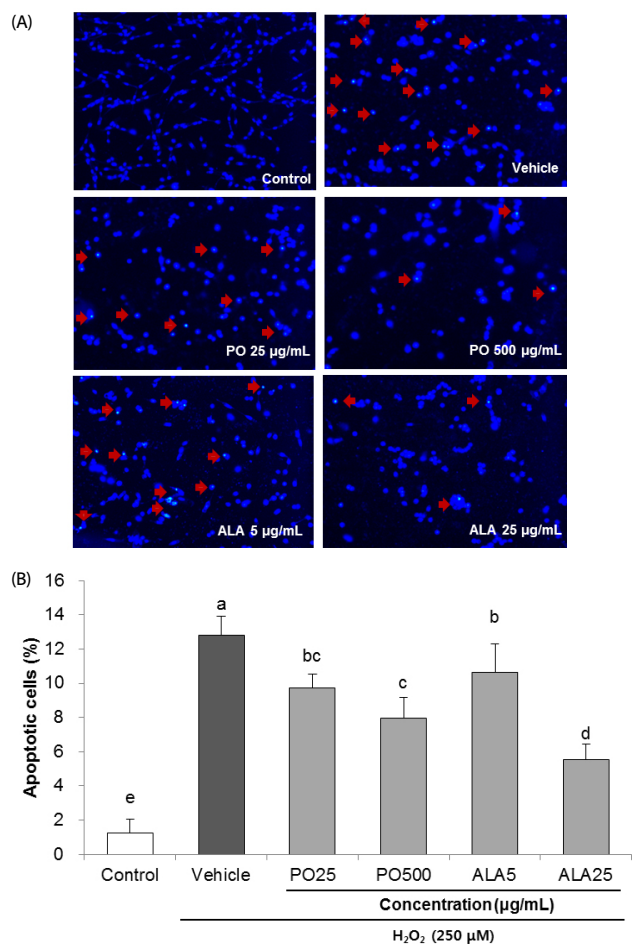 (A)
Control
Vehicle
PO 25 µg/mL
PO 500 µg/mL
ALA 5 µg/mL
ALA 25 µg/mL
(B)
Apoptotic cells (%)
16
14
12
10
8
6
4
2
0
e
a
bc
c
b
d
Control Vehicle PO25 PO500 ALA5 ALA25
Concentration (µg/mL)
H₂O₂ (250 µM)